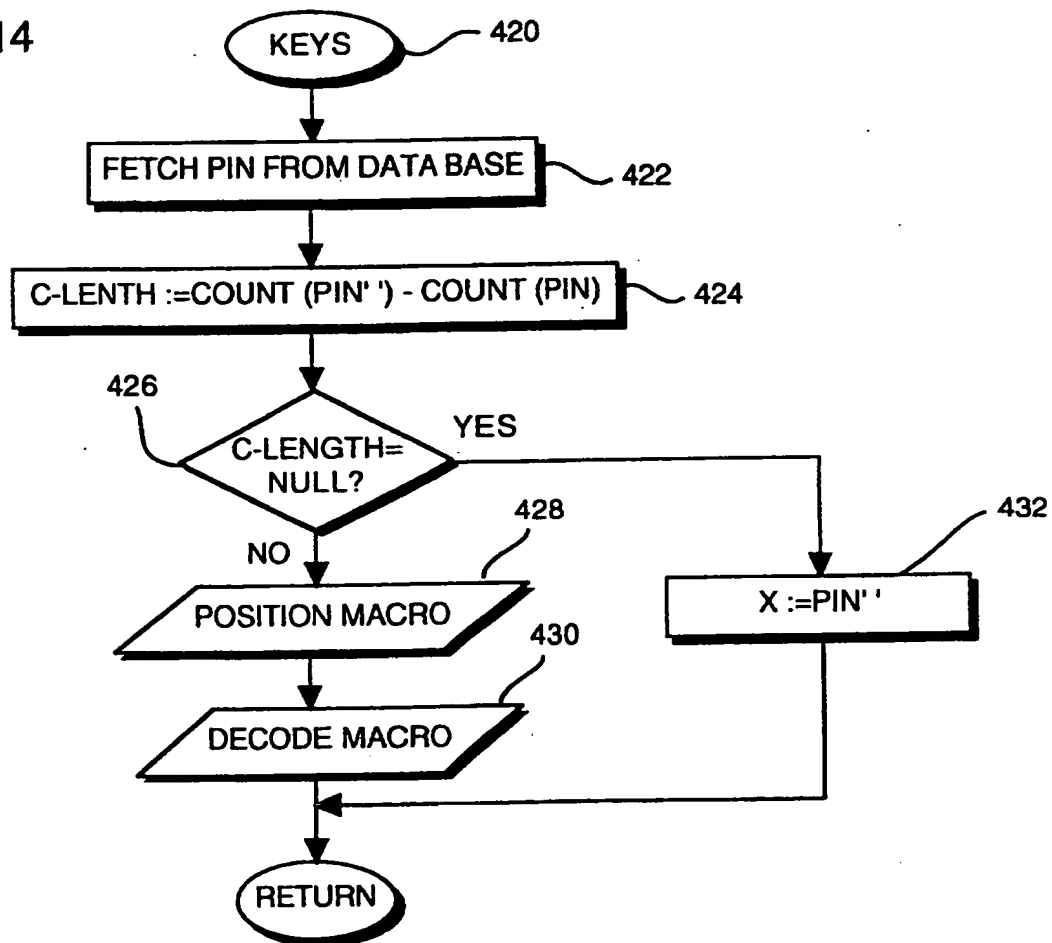 14
KEYS
420
FETCH PIN FROM DATA BASE
422
C-LENTH :=COUNT (PIN' ') - COUNT (PIN)
424
426
C-LENGTH=
NULL?
YES
NO
428
POSITION MACRO
432
X :=PIN' '
430
DECODE MACRO
RETURN